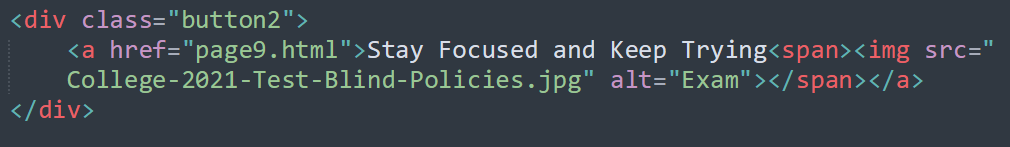 <div class="button2">
<a href="page9.html">Stay Focused and Keep Trying<span><img src="
College-2021-Test-Blind-Policies.jpg" alt="Exam"></span></a>
</div>